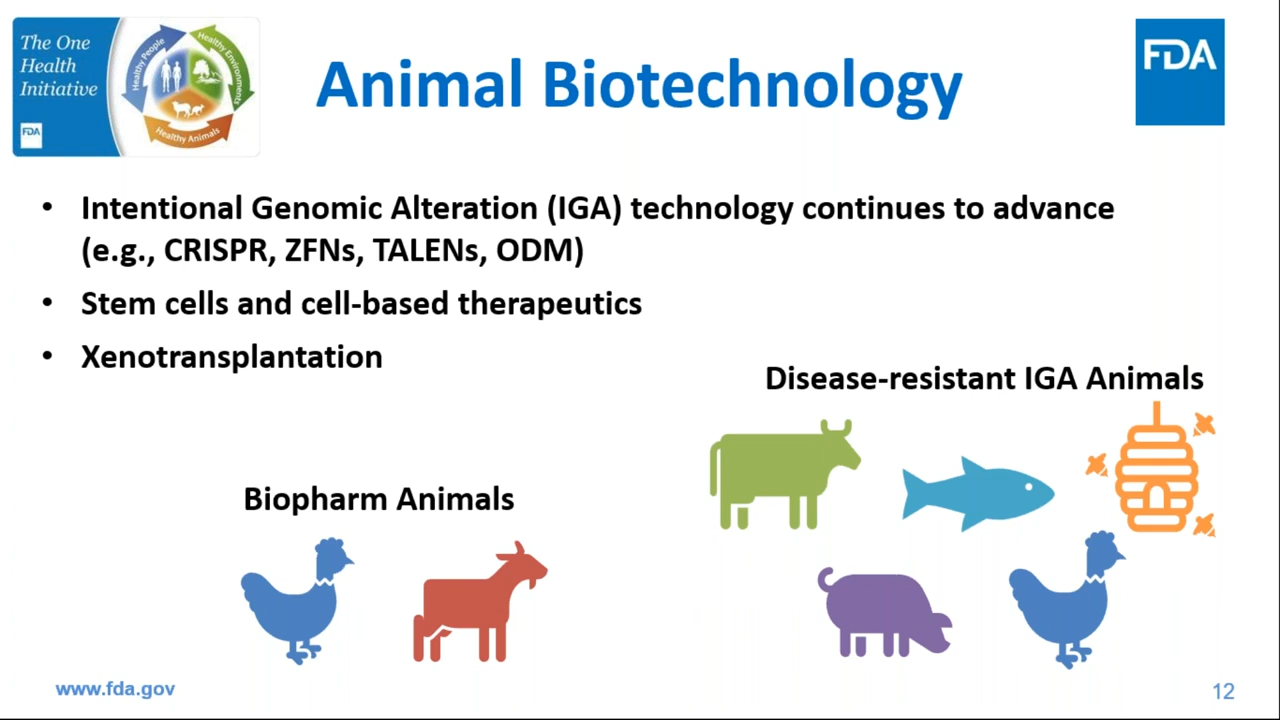 The One
Health
Initiative
FDA
Healthy People
Healthy Environments
Healthy Animals
Animal Biotechnology
FDA
• Intentional Genomic Alteration (IGA) technology continues to advance
(e.g., CRISPR, ZFNs, TALENs, ODM)
• Stem cells and cell-based therapeutics
• Xenotransplantation
Disease-resistant IGA Animals
Biopharm Animals
www.fda.gov
12